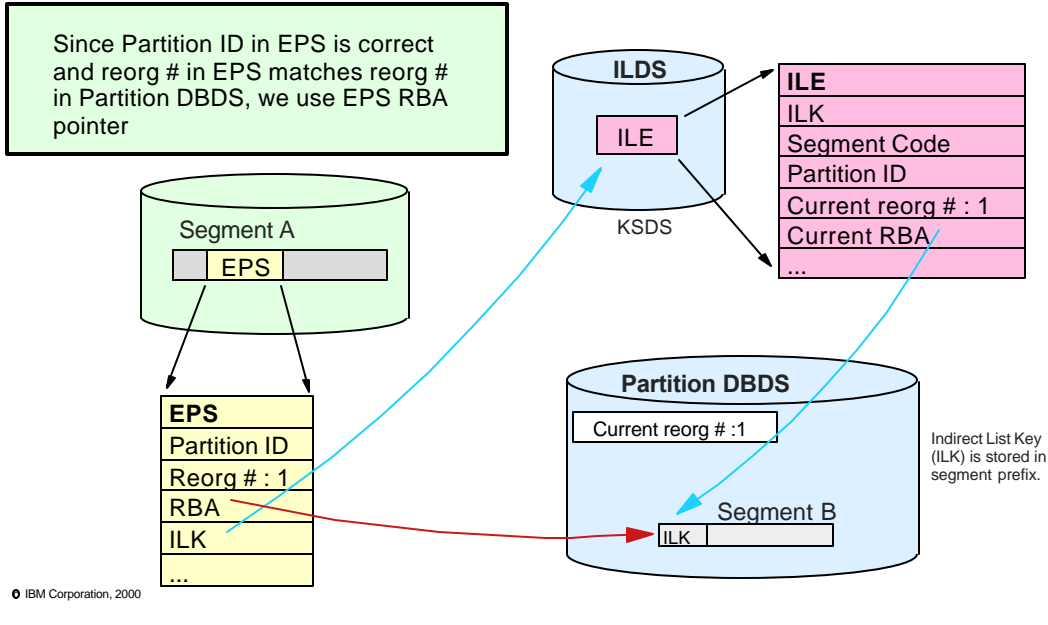 Since Partition ID in EPS is correct
and reorg # in EPS matches reorg #
in Partition DBDS, we use EPS RBA
pointer
ILDS
ILE
KSDS
ILE
ILK
Segment Code
Partition ID
Current reorg # : 1
Current RBA
...
Segment A
EPS
EPS
Partition ID
Reorg # : 1
RBA
ILK
...
Partition DBDS
Current reorg # :1
Segment B
ILK
Indirect List Key
(ILK) is stored in
segment prefix.
© IBM Corporation, 2000